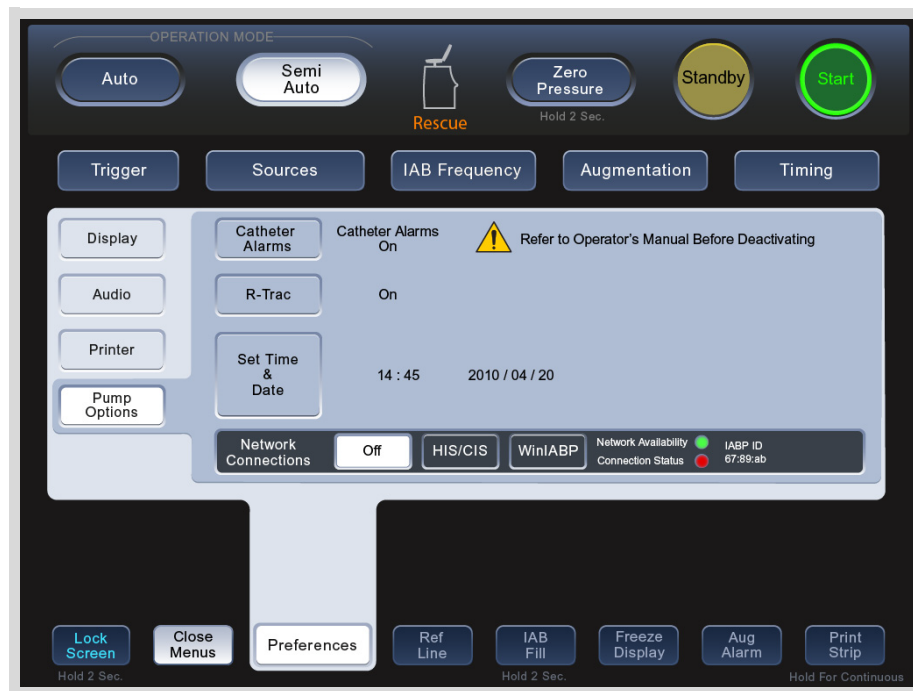 OPERATION MODE
Auto
Semi
Auto
Rescue
Zero
Pressure
Hold 2 Sec.
Standby
Start
Trigger
Sources
IAB Frequency
Augmentation
Timing
Display
Audio
Printer
Pump
Options
Catheter
Alarms
Catheter Alarms
On
Refer to Operator's Manual Before Deactivating
R-Trac
On
Set Time
&
Date
14 : 45
2010 / 04 / 20
Network
Connections
Off
HIS/CIS
WinIABP
Network Availability
Connection Status
IABP ID
67:89:ab
Lock
Screen
Hold 2 Sec.
Close
Menus
Preferences
Ref
Line
IAB
Fill
Hold 2 Sec.
Freeze
Display
Aug
Alarm
Print
Strip
Hold For Continuous